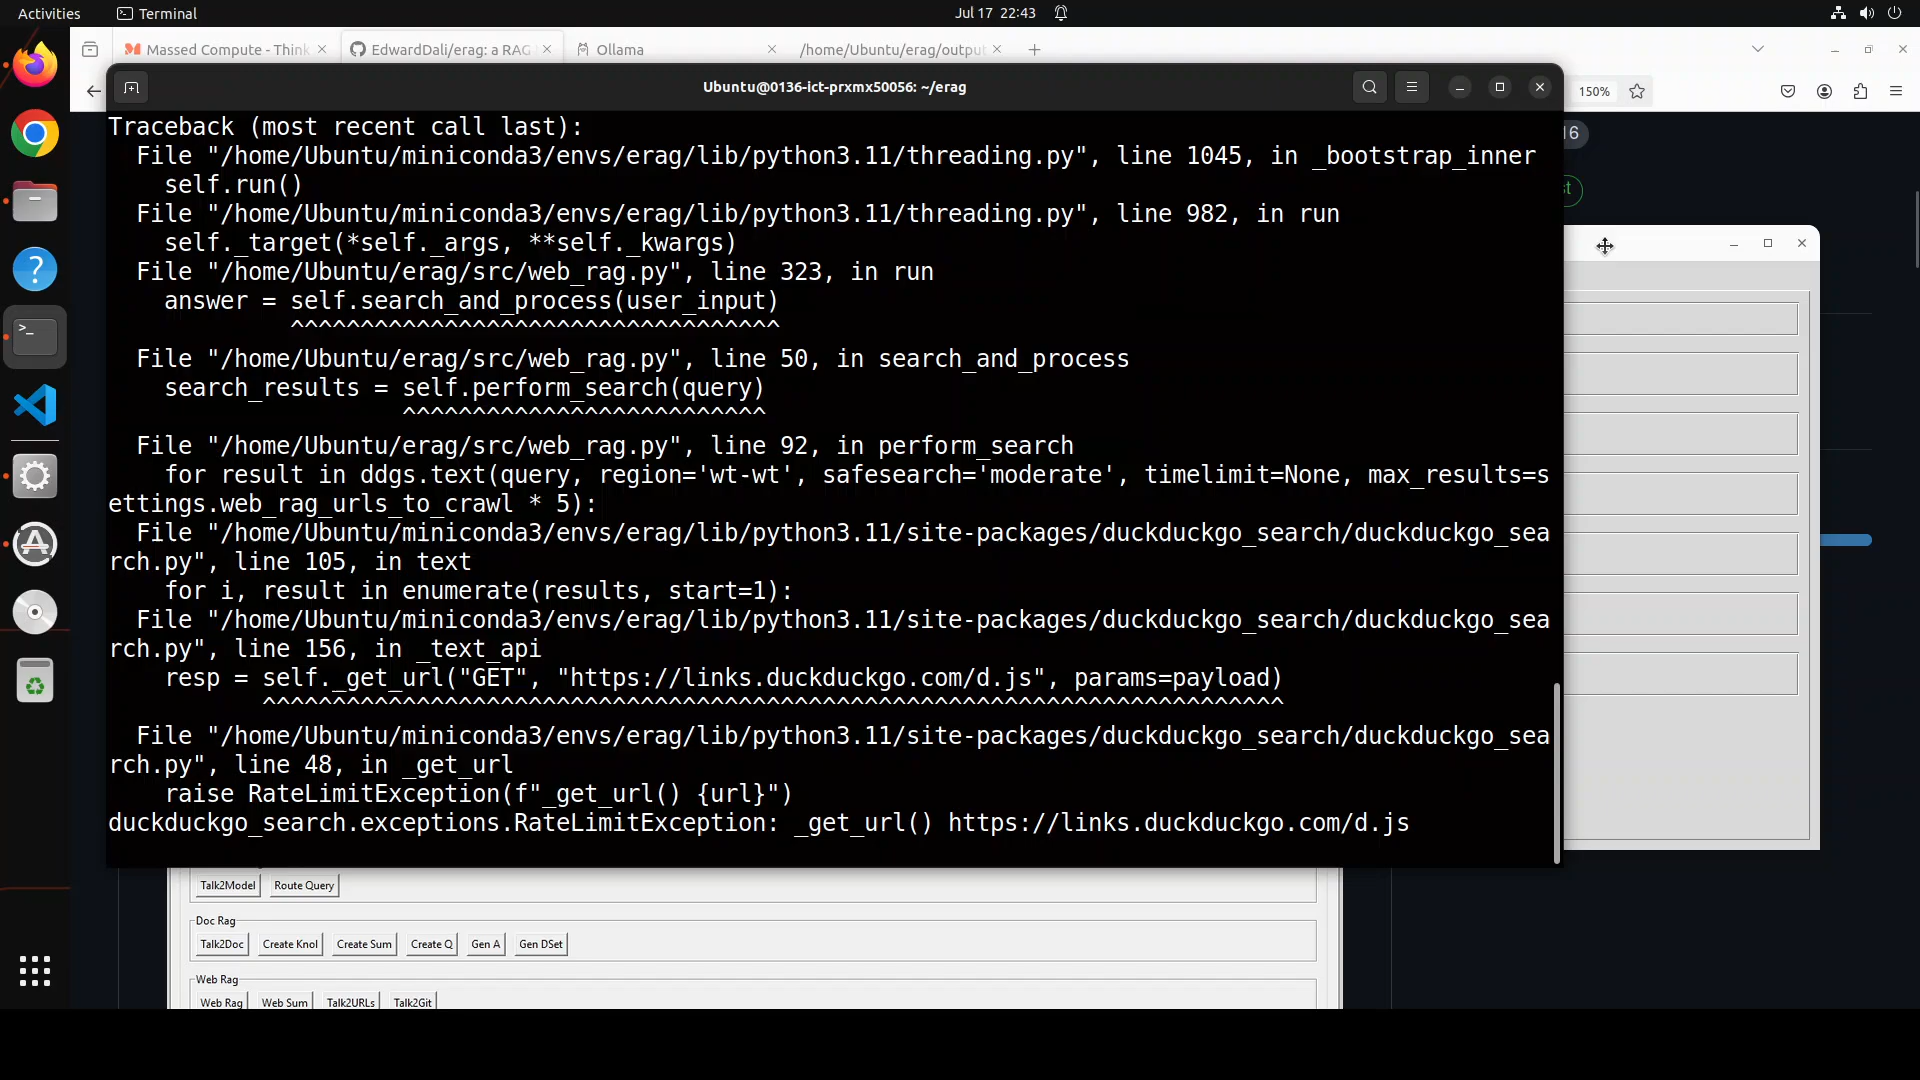 Activities
Terminal
Jul 17 22:43
Massed Compute - Think
EdwardDali/erag: a RAG
Ollama
/home/Ubuntu/erag/outpu
Ubuntu@0136-ict-prxmx50056: ~/erag
150%
Traceback (most recent call last):
File "/home/Ubuntu/miniconda3/envs/erag/lib/python3.11/threading.py", line 1045, in _bootstrap_inner
self.run()
File "/home/Ubuntu/miniconda3/envs/erag/lib/python3.11/threading.py", line 982, in run
self._target(*self._args, **self._kwargs)
File "/home/Ubuntu/erag/src/web_rag.py", line 323, in run
answer = self.search_and_process(user_input)
^^^^^^^^^^^^^^^^^^^^^^^^^^^^^^^^^^^
File "/home/Ubuntu/erag/src/web_rag.py", line 50, in search_and_process
search_results = self.perform_search(query)
^^^^^^^^^^^^^^^^^^^^^^^^^^
File "/home/Ubuntu/erag/src/web_rag.py", line 92, in perform_search
for result in ddgs.text(query, region='wt-wt', safesearch='moderate', timelimit=None, max_results=s
ettings.web_rag_urls_to_crawl * 5):
File "/home/Ubuntu/miniconda3/envs/erag/lib/python3.11/site-packages/duckduckgo_search/duckduckgo_sea
rch.py", line 105, in text
for i, result in enumerate(results, start=1):
File "/home/Ubuntu/miniconda3/envs/erag/lib/python3.11/site-packages/duckduckgo_search/duckduckgo_sea
rch.py", line 156, in _text_api
resp = self._get_url("GET", "https://links.duckduckgo.com/d.js", params=payload)
^^^^^^^^^^^^^^^^^^^^^^^^^^^^^^^^^^^^^^^^^^^^^^^^^^^^^^^^^^^^^^^^^^^^^^^^^
File "/home/Ubuntu/miniconda3/envs/erag/lib/python3.11/site-packages/duckduckgo_search/duckduckgo_sea
rch.py", line 48, in _get_url
raise RateLimitException(f"_get_url() {url}")
duckduckgo_search.exceptions.RateLimitException: _get_url() https://links.duckduckgo.com/d.js
16
st
Talk2Model
Route Query
Doc Rag
Talk2Doc
Create Knol
Create Sum
Create Q
Gen A
Gen DSet
Web Rag
Web Rag
Web Sum
Talk2URLs
Talk2Git